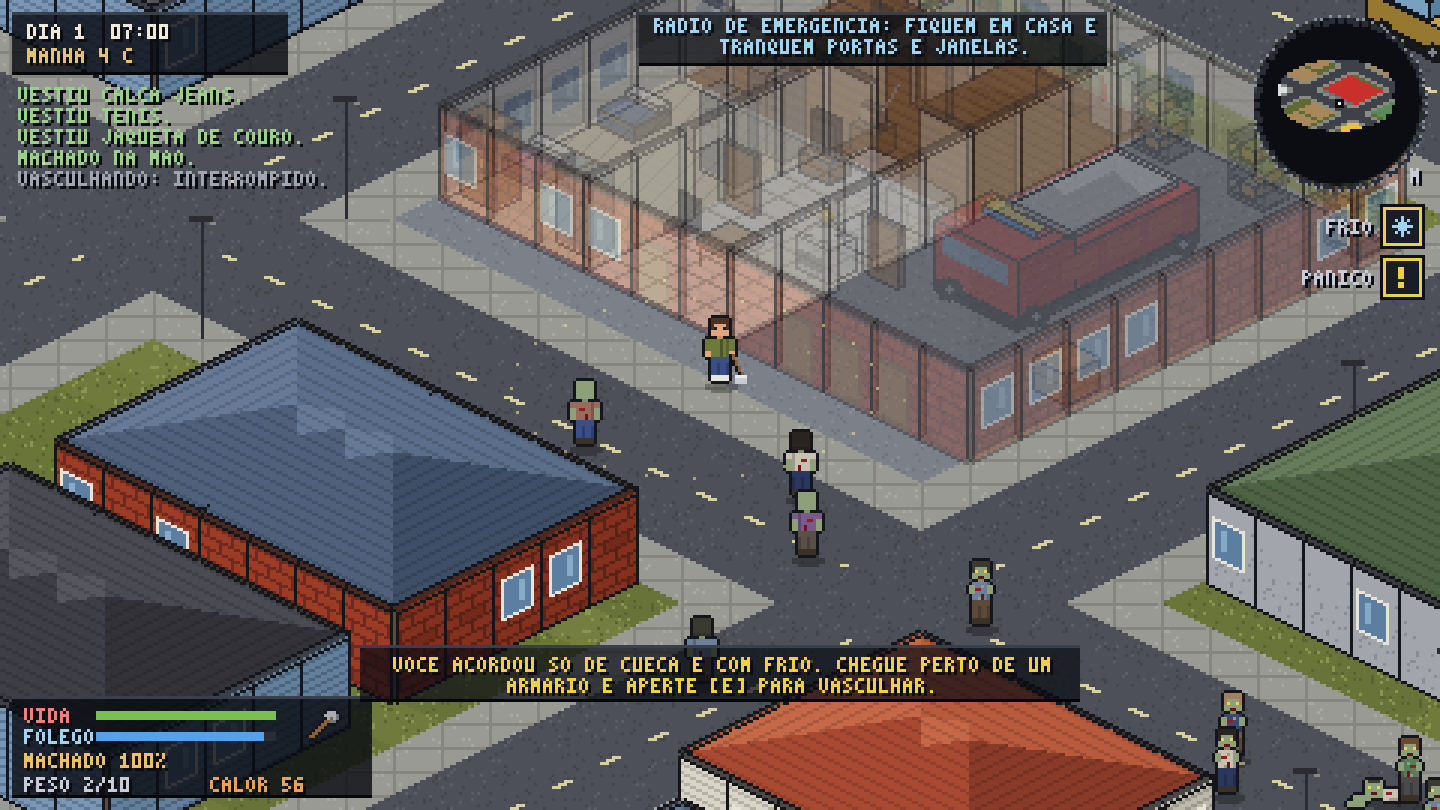 DIA 1 07:00
MANHA 4 C
RADIO DE EMERGENCIA: FIQUEM EM CASA E
TRANQUEM PORTAS E JANELAS.
VESTIU CALCA JEANS.
VESTIU TENIS.
VESTIU JAQUETA DE COURO.
MACHADO NA MAO.
VASCULHANDO: INTERROMPIDO.
N
FRIO
PANICO
!
VOCE ACORDOU SO DE CUECA E COM FRIO. CHEGUE PERTO DE UM
ARMARIO E APERTE [E] PARA VASCULHAR.
VIDA
FOLEGO
MACHADO 100%
PESO 2/10 CALOR 56